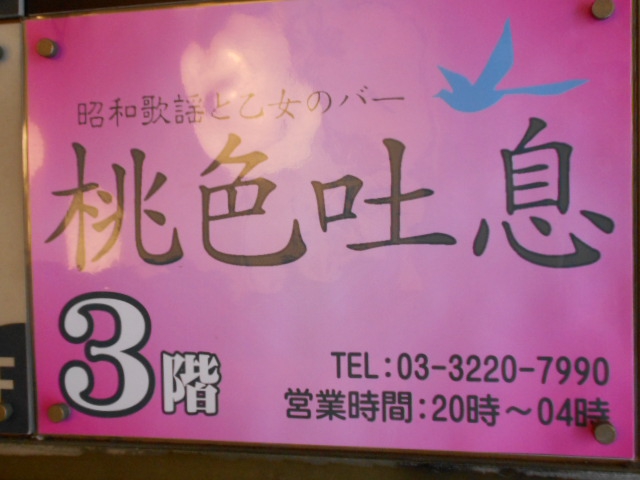 昭和歌謡と乙女のバー
桃色吐息
3階
TEL:03-3220-7990
営業時間:20時～04時